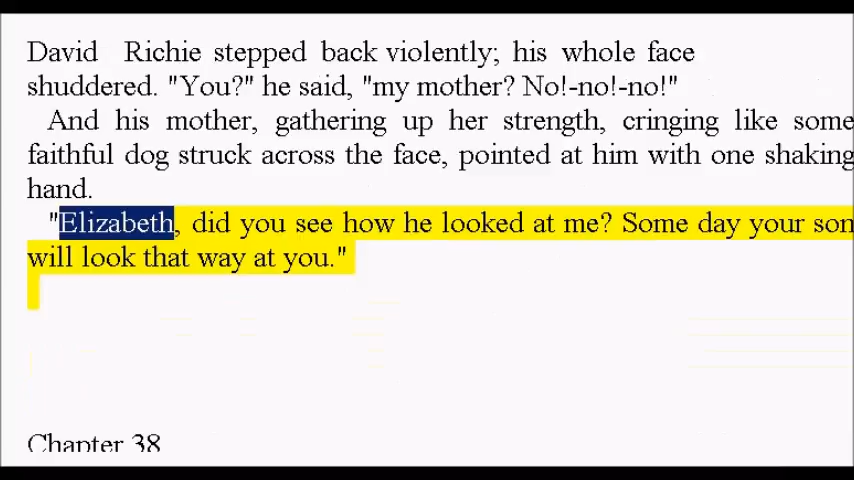 David Richie stepped back violently; his whole face
shuddered. "You?" he said, "my mother? No!-no!-no!"
And his mother, gathering up her strength, cringing like some
faithful dog struck across the face, pointed at him with one shaking
hand.
"Elizabeth, did you see how he looked at me? Some day your son
will look that way at you."
Chapter 38